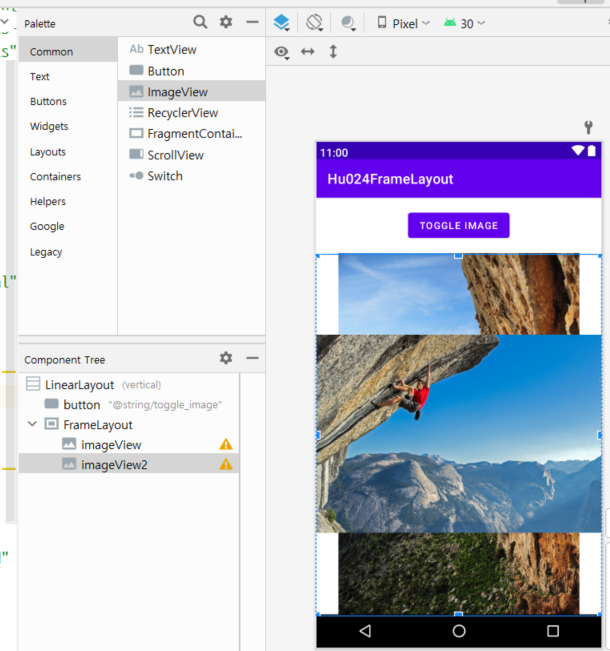 s"
l"
"
Palette
Common
Text
Buttons
Widgets
Layouts
Containers
Helpers
Google
Legacy
Ab TextView
Button
ImageView
RecyclerView
FragmentContai...
ScrollView
Switch
Component Tree
LinearLayout (vertical)
button "@string/toggle_image"
FrameLayout
imageView
imageView2
Pixel
30
11:00
Hu024FrameLayout
TOGGLE IMAGE